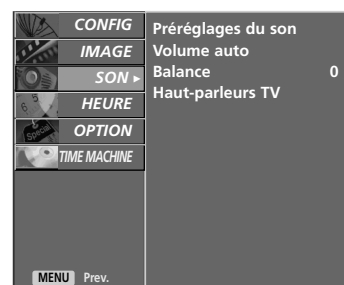 CONFIG
IMAGE
SON ►
HEURE
OPTION
TIME MACHINE
Préréglages du son
Volume auto
Balance 0
Haut-parleurs TV
Special
MENU Prev.